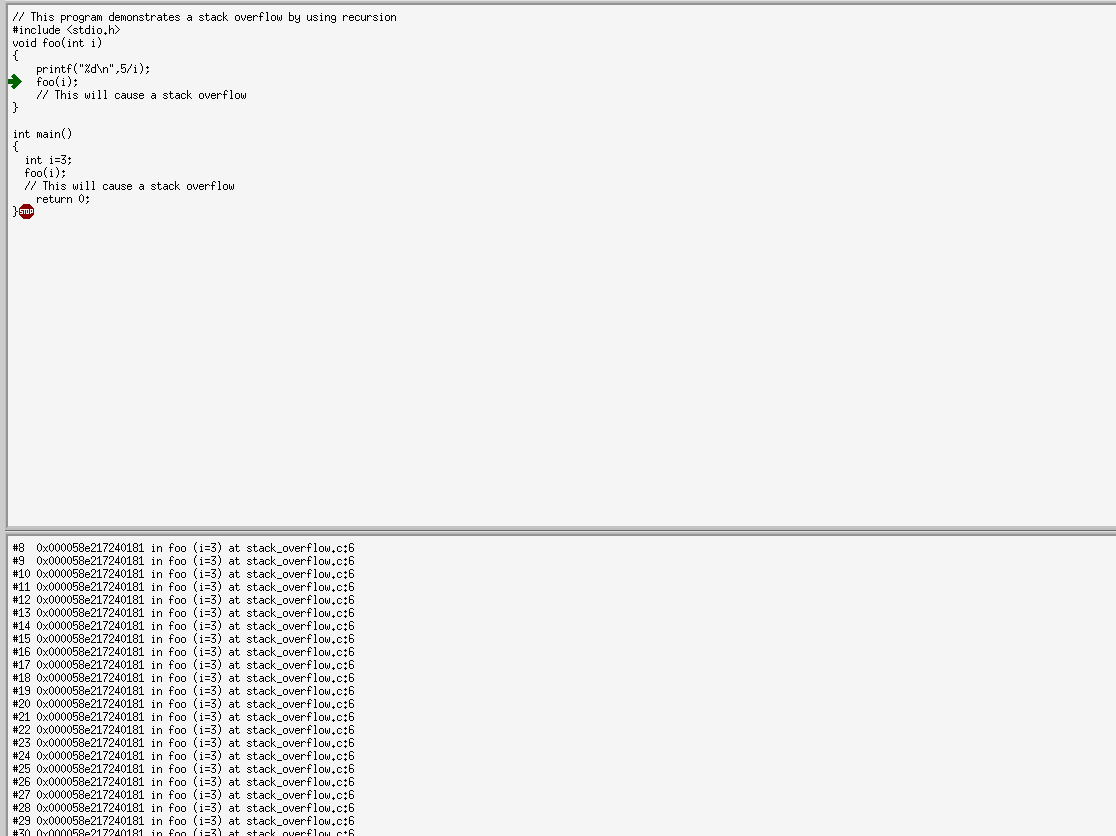 // This program demonstrates a stack overflow by using recursion
#include <stdio.h>
void foo(int i)
{
    printf("%d\n",5/i);
    foo(i);
    // This will cause a stack overflow
}

int main()
{
  int i=3;
  foo(i);
  // This will cause a stack overflow
    return 0;
}STOP
#8  0x000058e217240181 in foo (i=3) at stack_overflow.c:6
#9  0x000058e217240181 in foo (i=3) at stack_overflow.c:6
#10 0x000058e217240181 in foo (i=3) at stack_overflow.c:6
#11 0x000058e217240181 in foo (i=3) at stack_overflow.c:6
#12 0x000058e217240181 in foo (i=3) at stack_overflow.c:6
#13 0x000058e217240181 in foo (i=3) at stack_overflow.c:6
#14 0x000058e217240181 in foo (i=3) at stack_overflow.c:6
#15 0x000058e217240181 in foo (i=3) at stack_overflow.c:6
#16 0x000058e217240181 in foo (i=3) at stack_overflow.c:6
#17 0x000058e217240181 in foo (i=3) at stack_overflow.c:6
#18 0x000058e217240181 in foo (i=3) at stack_overflow.c:6
#19 0x000058e217240181 in foo (i=3) at stack_overflow.c:6
#20 0x000058e217240181 in foo (i=3) at stack_overflow.c:6
#21 0x000058e217240181 in foo (i=3) at stack_overflow.c:6
#22 0x000058e217240181 in foo (i=3) at stack_overflow.c:6
#23 0x000058e217240181 in foo (i=3) at stack_overflow.c:6
#24 0x000058e217240181 in foo (i=3) at stack_overflow.c:6
#25 0x000058e217240181 in foo (i=3) at stack_overflow.c:6
#26 0x000058e217240181 in foo (i=3) at stack_overflow.c:6
#27 0x000058e217240181 in foo (i=3) at stack_overflow.c:6
#28 0x000058e217240181 in foo (i=3) at stack_overflow.c:6
#29 0x000058e217240181 in foo (i=3) at stack_overflow.c:6
#30 0x000058e217240181 in foo (i=3) at stack_overflow.c:6